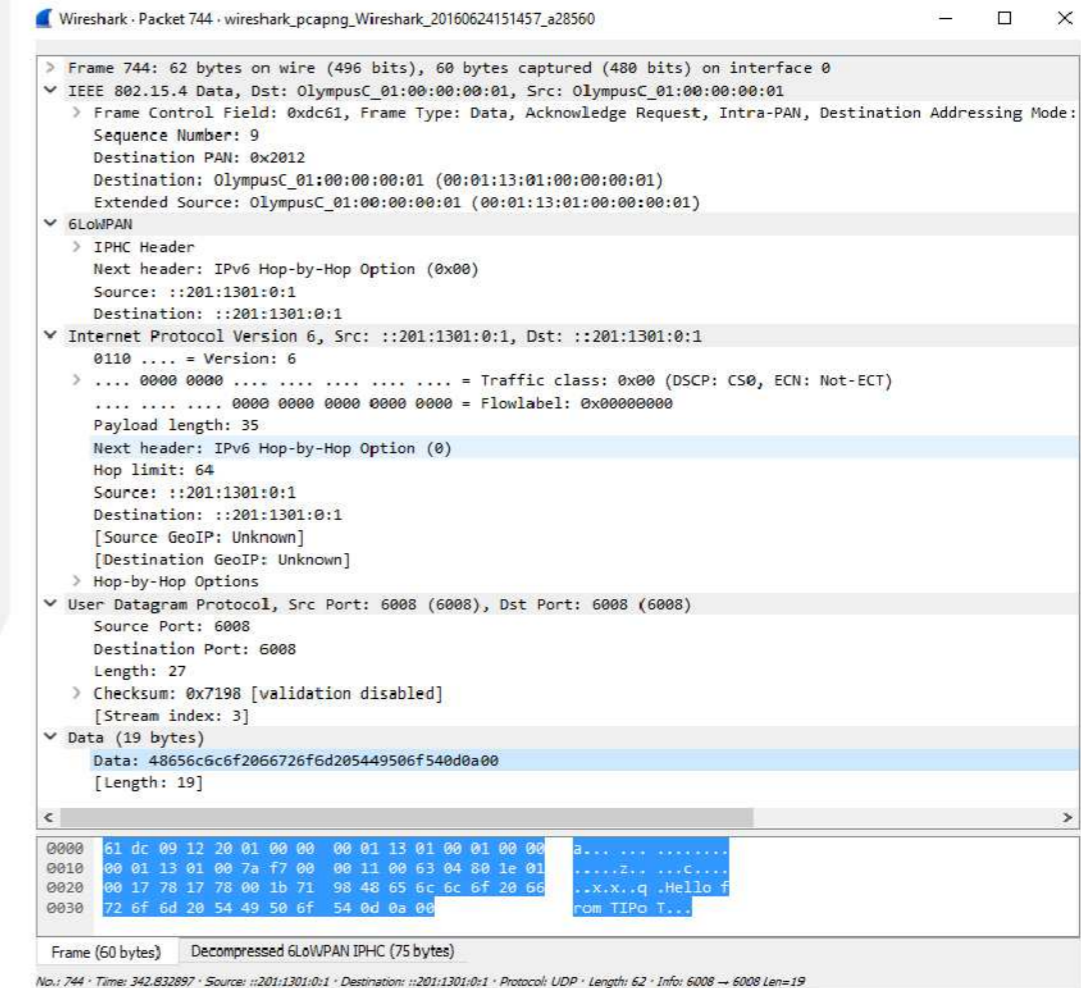 Wireshark · Packet 744 · wireshark_pcapng_Wireshark_20160624151457_a28560
> Frame 744: 62 bytes on wire (496 bits), 60 bytes captured (480 bits) on interface 0
IEEE 802.15.4 Data, Dst: OlympusC_01:00:00:00:01, Src: OlympusC_01:00:00:00:01
> Frame Control Field: 0xdc61, Frame Type: Data, Acknowledge Request, Intra-PAN, Destination Addressing Mode:
Sequence Number: 9
Destination PAN: 0x2012
Destination: OlympusC_01:00:00:00:01 (00:01:13:01:00:00:00:01)
Extended Source: OlympusC_01:00:00:00:01 (00:01:13:01:00:00:00:01)
6LoWPAN
> IPHC Header
Next header: IPv6 Hop-by-Hop Option (0x00)
Source: ::201:1301:0:1
Destination: ::201:1301:0:1
Internet Protocol Version 6, Src: ::201:1301:0:1, Dst: ::201:1301:0:1
0110 .... = Version: 6
> .... 0000 0000 .... .... .... .... .... = Traffic class: 0x00 (DSCP: CS0, ECN: Not-ECT)
.... .... .... 0000 0000 0000 0000 0000 = Flowlabel: 0x00000000
Payload length: 35
Next header: IPv6 Hop-by-Hop Option (0)
Hop limit: 64
Source: ::201:1301:0:1
Destination: ::201:1301:0:1
[Source GeoIP: Unknown]
[Destination GeoIP: Unknown]
> Hop-by-Hop Options
User Datagram Protocol, Src Port: 6008 (6008), Dst Port: 6008 (6008)
Source Port: 6008
Destination Port: 6008
Length: 27
> Checksum: 0x7198 [validation disabled]
[Stream index: 3]
Data (19 bytes)
Data: 48656c6c6f2066726f6d205449506f540d0a00
[Length: 19]
0000 61 dc 09 12 20 01 00 00 00 01 13 01 00 01 00 00 a... ... ........
0010 00 01 13 01 00 7a f7 00 00 11 00 63 04 80 1e 01 .....z.. ...c....
0020 00 17 78 17 78 00 1b 71 98 48 65 6c 6c 6f 20 66 ..x.x..q .Hello f
0030 72 6f 6d 20 54 49 50 6f 54 0d 0a 00 rom TIPo T...
Frame (60 bytes) Decompressed 6LoWPAN IPHC (75 bytes)
No.: 744 · Time: 342.832897 · Source: ::201:1301:0:1 · Destination: ::201:1301:0:1 · Protocol: UDP · Length: 62 · Info: 6008 → 6008 Len=19